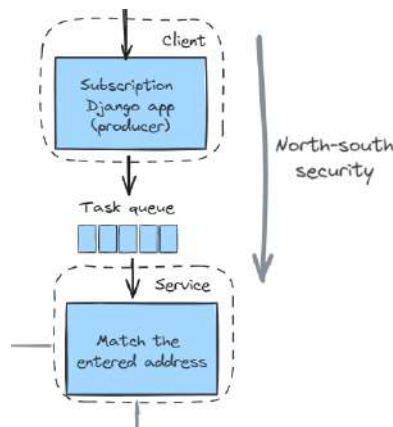 Client
Subscription
Django app
(producer)
North-south
security
Task queue
Service
Match the
entered address